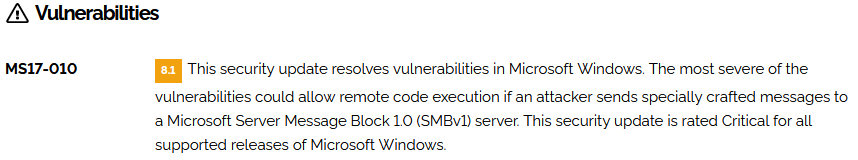 Vulnerabilities
MS17-010
8.1 This security update resolves vulnerabilities in Microsoft Windows. The most severe of the
vulnerabilities could allow remote code execution if an attacker sends specially crafted messages to
a Microsoft Server Message Block 1.0 (SMBv1) server. This security update is rated Critical for all
supported releases of Microsoft Windows.